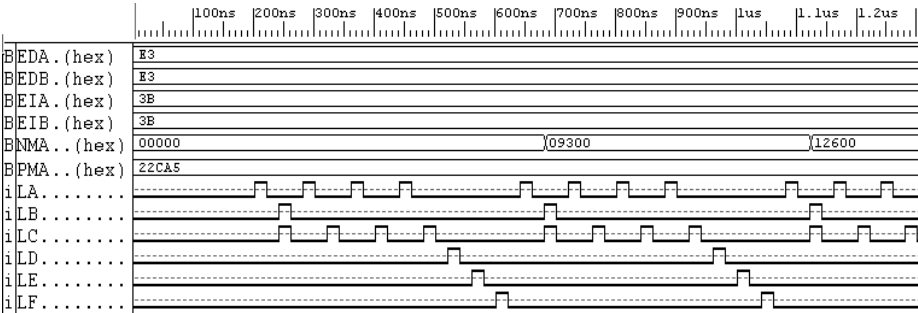 100ns 200ns 300ns 400ns 500ns 600ns 700ns 800ns 900ns 1us 1.1us 1.2us
BEDA.(hex) E3
BEDB.(hex) E3
BEIA.(hex) 3B
BEIB.(hex) 3B
BNMA..(hex) 00000 09300 12600
BPMA..(hex) 22CA5
iLA........
iLB........
iLC........
iLD........
iLE........
iLF........